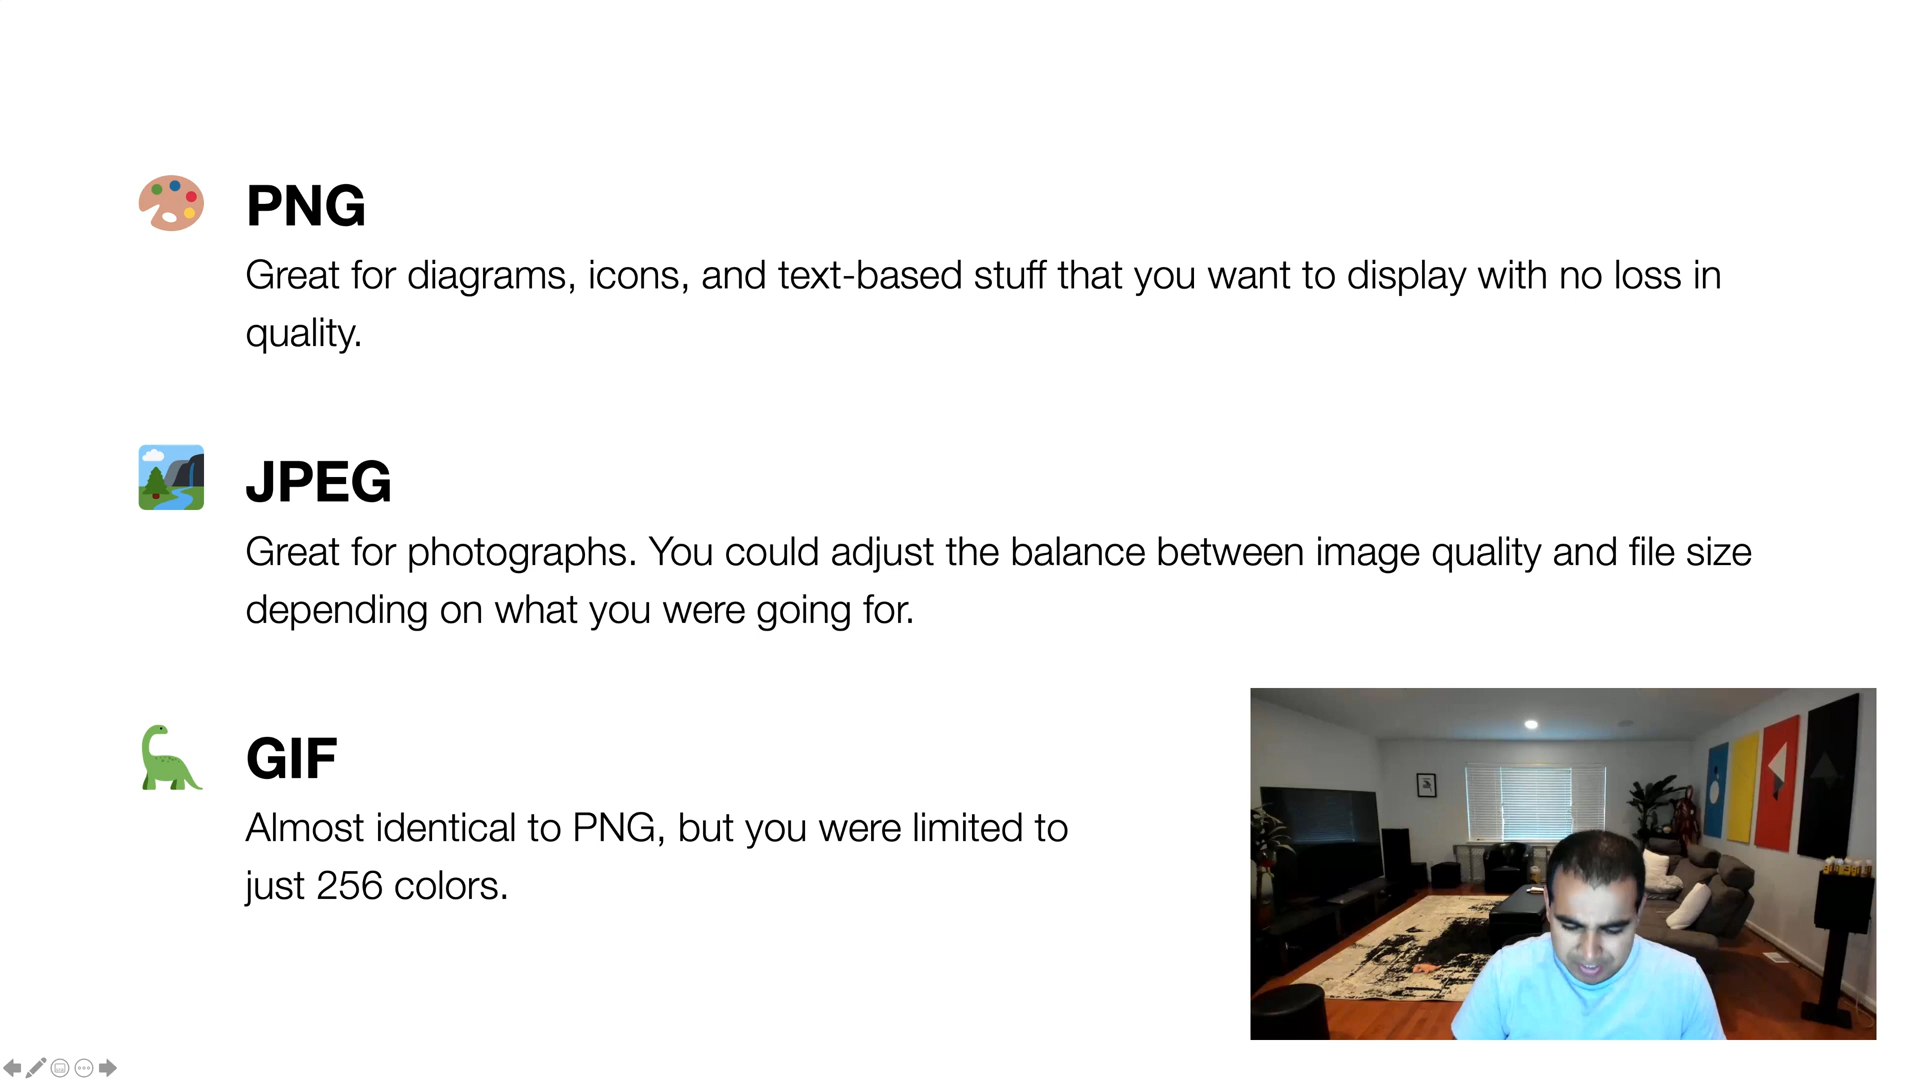 PNG
Great for diagrams, icons, and text-based stuff that you want to display with no loss in
quality.
JPEG
Great for photographs. You could adjust the balance between image quality and file size
depending on what you were going for.
GIF
Almost identical to PNG, but you were limited to
just 256 colors.